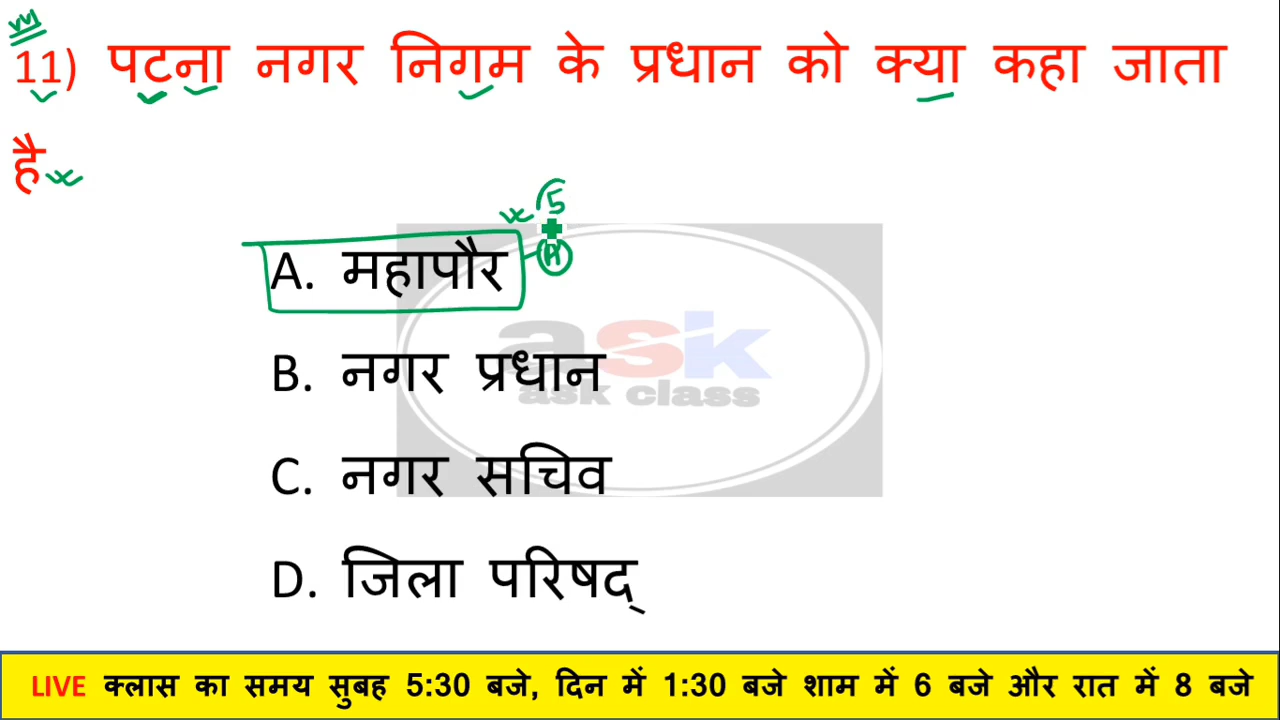 11) पटना नगर निगम के प्रधान को क्या कहा जाता
है
5
A. महापौर
A
B. नगर प्रधान
ask
ask class
C. नगर सचिव
D. जिला परिषद्
LIVE क्लास का समय सुबह 5:30 बजे, दिन में 1:30 बजे शाम में 6 बजे और रात में 8 बजे